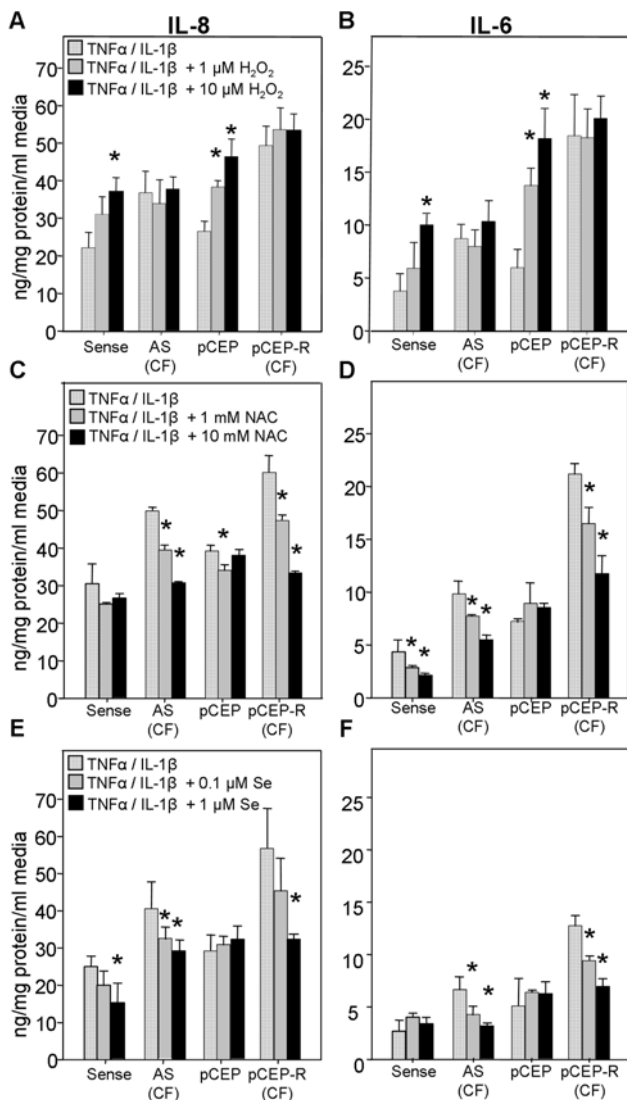 A IL-8
TNFα / IL-1β
TNFα / IL-1β + 1 µM H₂O₂
TNFα / IL-1β + 10 µM H₂O₂
ng/mg protein/ml media
70
60
50
40
30
20
10
0
* * *
Sense AS pCEP pCEP-R
(CF) (CF)
B IL-6
25
20
15
10
5
0
* * *
Sense AS pCEP pCEP-R
(CF) (CF)
C
TNFα / IL-1β
TNFα / IL-1β + 1 mM NAC
TNFα / IL-1β + 10 mM NAC
ng/mg protein/ml media
60
50
40
30
20
10
0
* * * * *
Sense AS pCEP pCEP-R
(CF) (CF)
D
25
20
15
10
5
0
* * * * * *
Sense AS pCEP pCEP-R
(CF) (CF)
E
TNFα / IL-1β
TNFα / IL-1β + 0.1 µM Se
TNFα / IL-1β + 1 µM Se
ng/mg protein/ml media
70
60
50
40
30
20
10
0
* * * *
Sense AS pCEP pCEP-R
(CF) (CF)
F
25
20
15
10
5
0
* * * *
Sense AS pCEP pCEP-R
(CF) (CF)